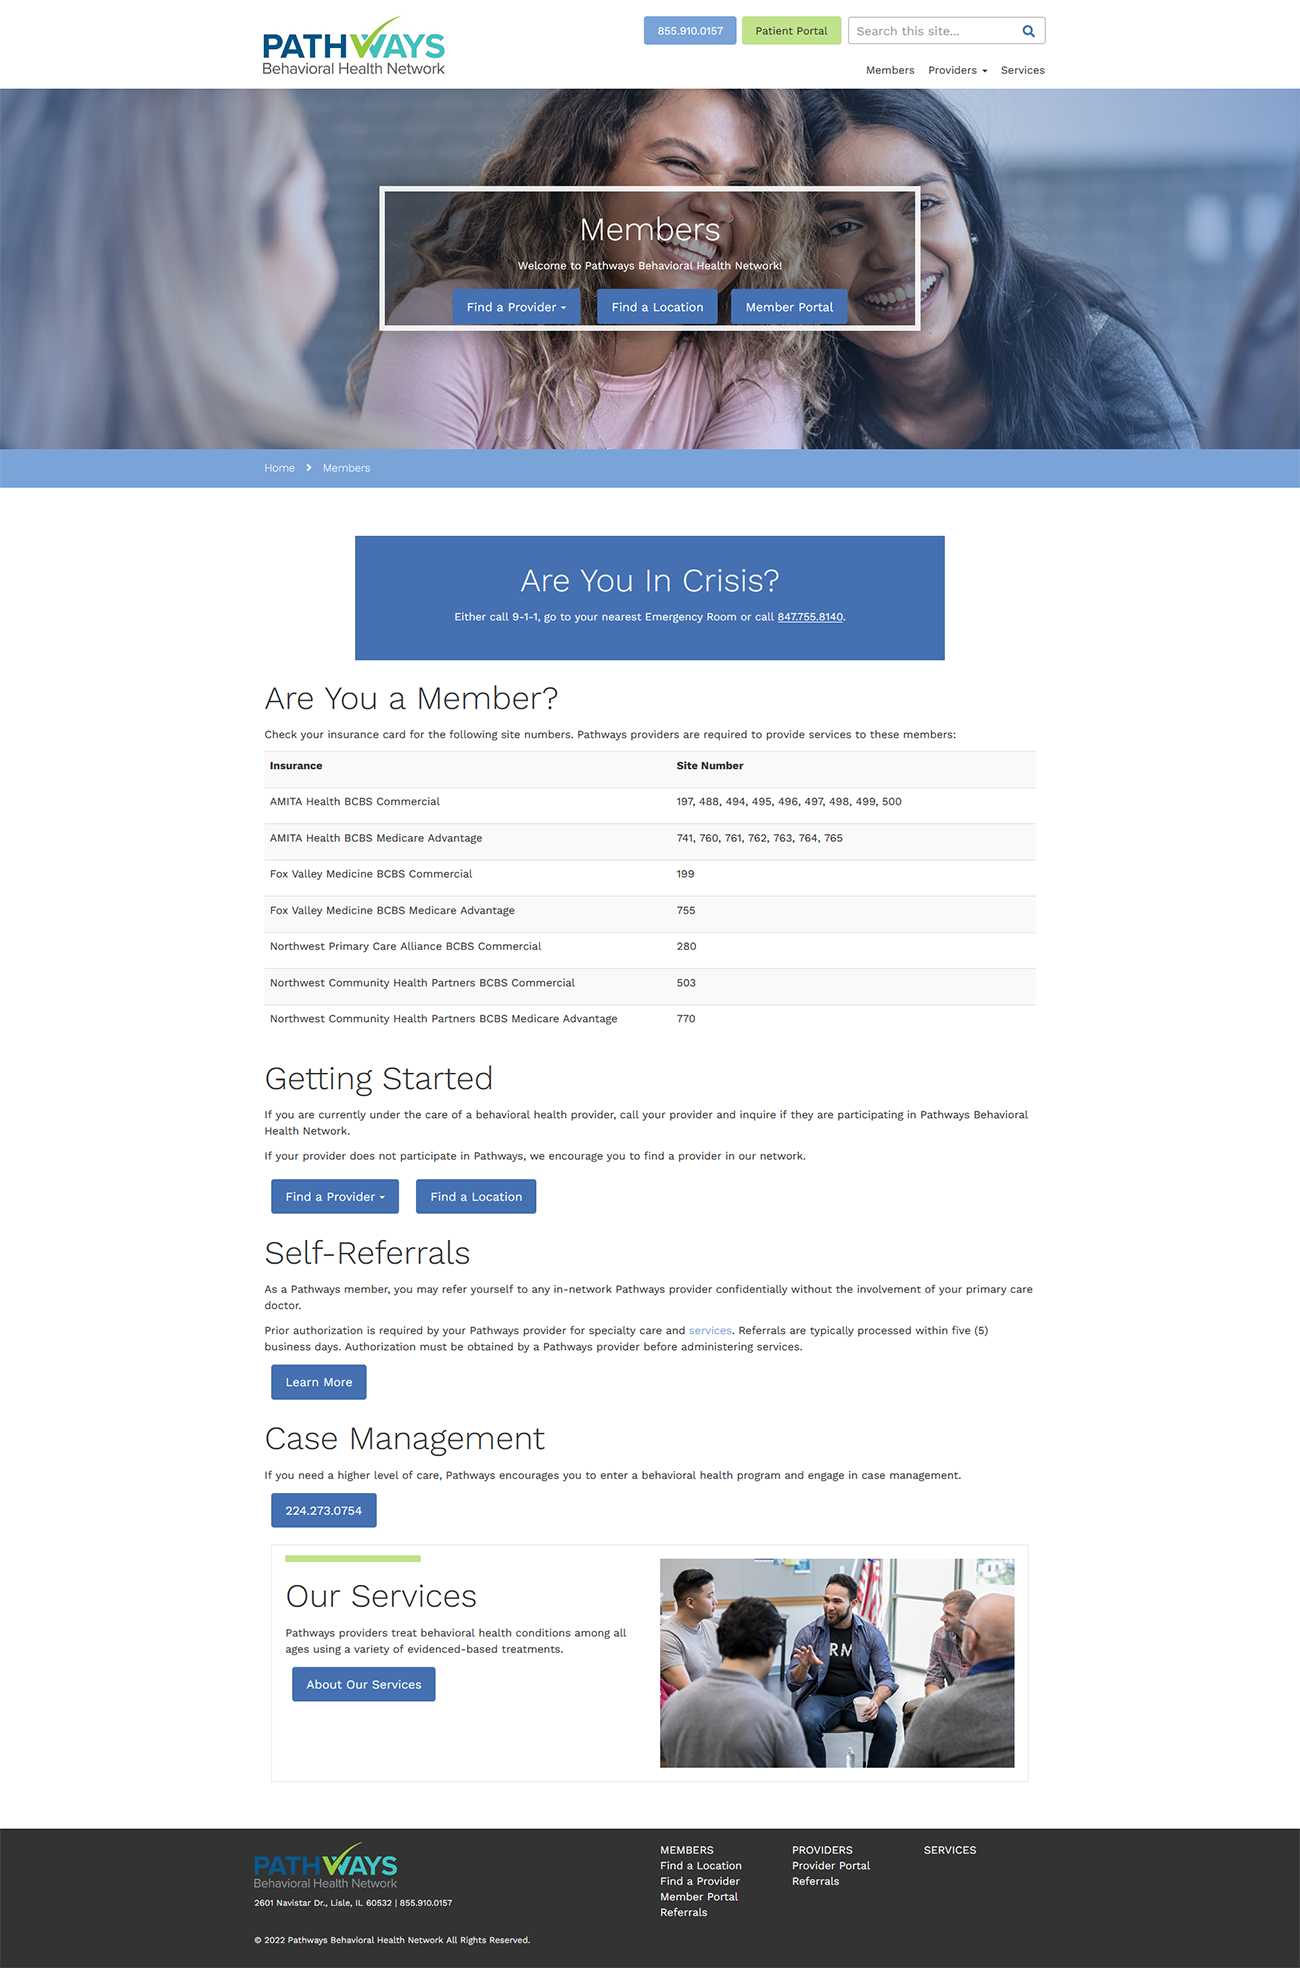 PATHWAYS
Behavioral Health Network
855.910.0157
Patient Portal
Search this site...
Members
Providers
Services
Members
Welcome to Pathways Behavioral Health Network!
Find a Provider
Find a Location
Member Portal
Home
Members
Are You In Crisis?
Either call 9-1-1, go to your nearest Emergency Room or call 847.755.8140.
Are You a Member?
Check your insurance card for the following site numbers. Pathways providers are required to provide services to these members:
Insurance Site Number
AMITA Health BCBS Commercial 197, 488, 494, 495, 496, 497, 498, 499, 500
AMITA Health BCBS Medicare Advantage 741, 760, 761, 762, 763, 764, 765
Fox Valley Medicine BCBS Commercial 199
Fox Valley Medicine BCBS Medicare Advantage 755
Northwest Primary Care Alliance BCBS Commercial 280
Northwest Community Health Partners BCBS Commercial 503
Northwest Community Health Partners BCBS Medicare Advantage 770
Getting Started
If you are currently under the care of a behavioral health provider, call your provider and inquire if they are participating in Pathways Behavioral
Health Network.
If your provider does not participate in Pathways, we encourage you to find a provider in our network.
Find a Provider
Find a Location
Self-Referrals
As a Pathways member, you may refer yourself to any in-network Pathways provider confidentially without the involvement of your primary care
doctor.
Prior authorization is required by your Pathways provider for specialty care and services. Referrals are typically processed within five (5)
business days. Authorization must be obtained by a Pathways provider before administering services.
Learn More
Case Management
If you need a higher level of care, Pathways encourages you to enter a behavioral health program and engage in case management.
224.273.0754
Our Services
Pathways providers treat behavioral health conditions among all
ages using a variety of evidenced-based treatments.
About Our Services
RM
PATHWAYS
Behavioral Health Network
2601 Navistar Dr., Lisle, IL 60532 | 855.910.0157
© 2022 Pathways Behavioral Health Network All Rights Reserved.
MEMBERS
Find a Location
Find a Provider
Member Portal
Referrals
PROVIDERS
Provider Portal
Referrals
SERVICES